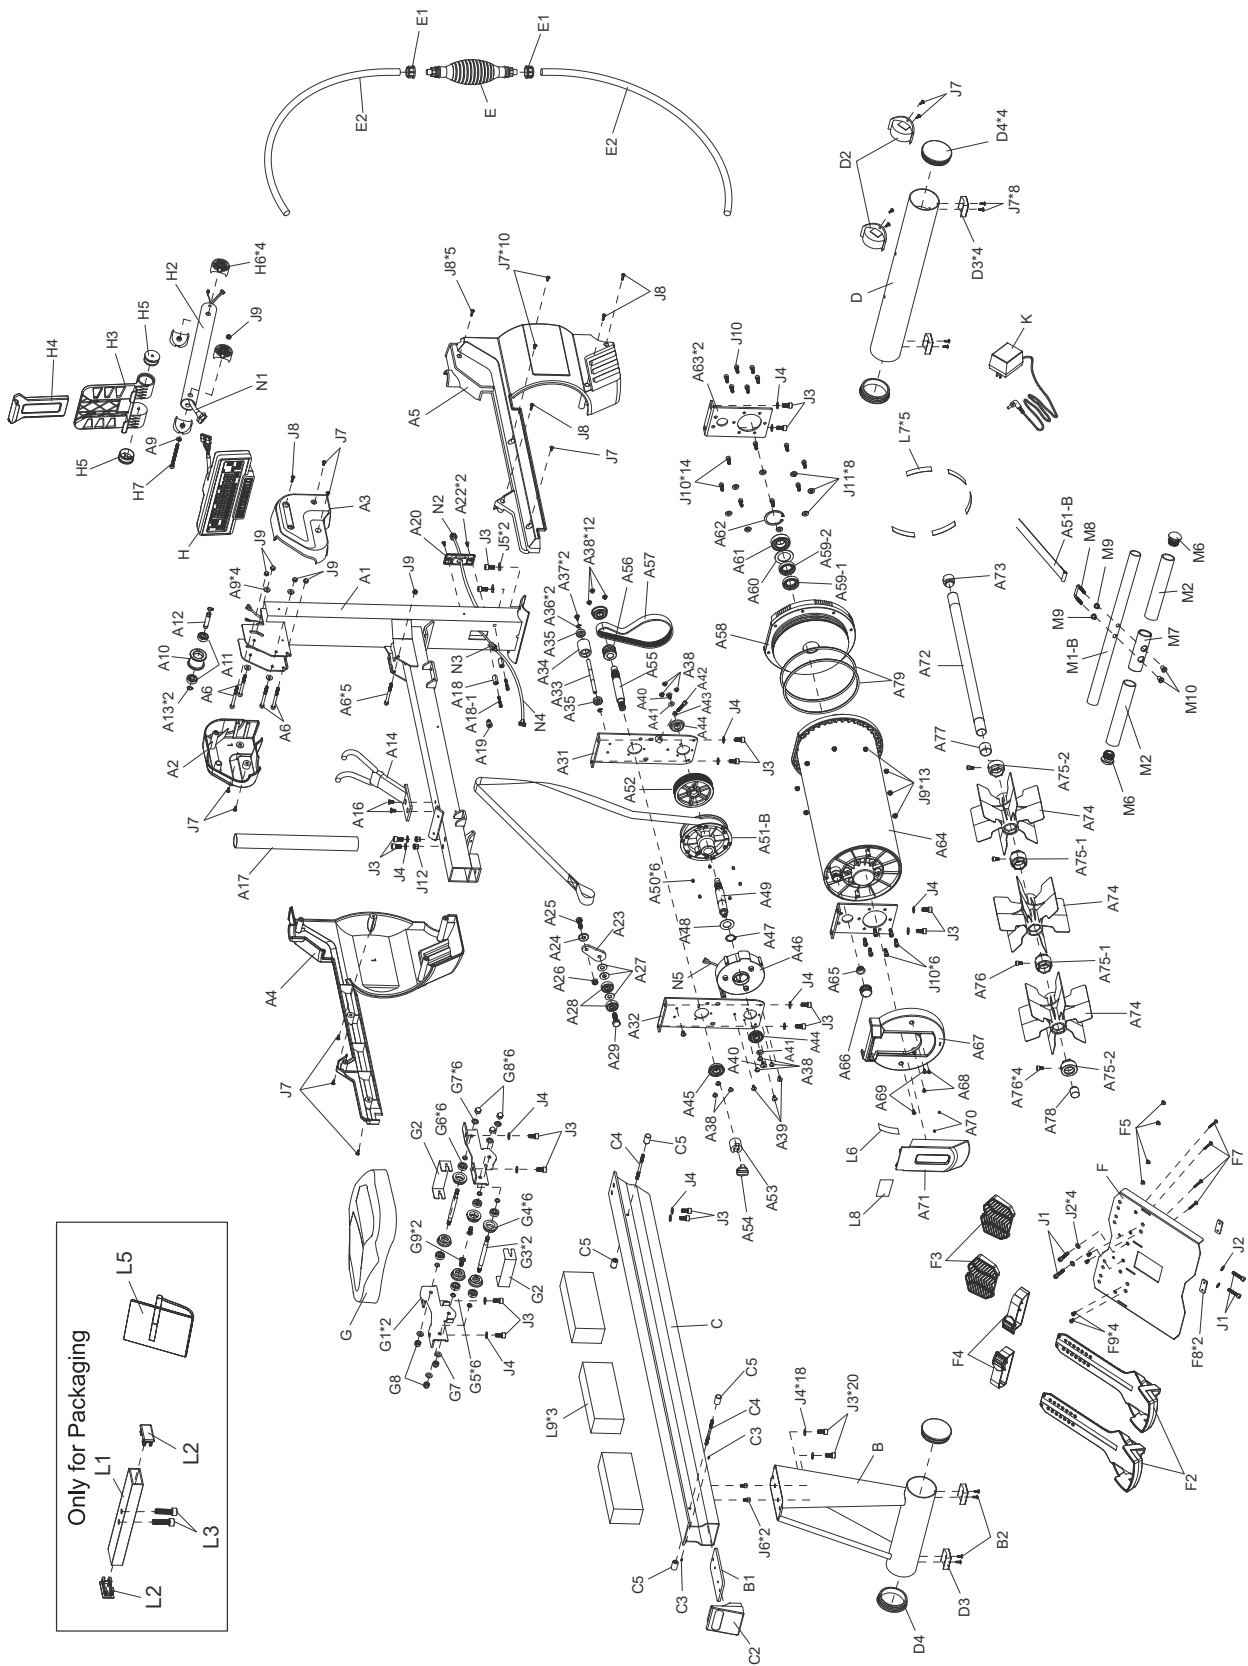 E1
E1
E2
E
E2
J7
D2
D4*4
J7*8
D3*4
D
K
H4
H3
H5
H2
H6*4
J9
N1
H5
A9
H7
H
J8
J7
A3
J9
A9*4
J9
A1
A12
A10
A11
A13*2
A6
A6
A2
J7
A14
A16
A17
J3
J4
J12
A6*5
J9
A20
A22*2
N2
J3
J5*2
N3
A18
A18-1
A19
N4
J8*5
J7*10
J8
A5
J8
J7
A38*12
A37*2
A36*2
A35
A34
A33
A35
A56
A57
A55
A38
A42
A43
A40
A41
A44
J4
J3
A31
A52
A51-B
A50*6
A49
A48
A47
A46
N5
J4
J3
A32
A44
A41
A40
A38
A39
A45
A38
A53
A54
A25
A24
A23
A26
A27
A28
A29
A4
J7
A63*2
J10
J4
J3
J10*14
J11*8
A62
A61
A60
A59-2
A59-1
A58
A79
J9*13
A64
J4
J3
J10*6
A65
A66
A67
A68
A69
A70
L6
L8
A71
L7*5
A51-B
M8
M9
M9
M6
M2
M7
M1-B
M10
M2
M6
A73
A72
A77
A75-2
A74
A75-1
A74
A76
A75-1
A74
A76*4
A75-2
A78
G8*6
G7*6
G6*6
G2
J4
J3
G4*6
G3*2
G9*2
G2
J3
J4
G
G1*2
G8
G7
G5*6
C4
C5
J4
J3
C5
C
C5
C4
C3
L9*3
J4*18
J3*20
B
J6*2
B1
C5
C3
C2
B2
D3
D4
F5
F
F7
J2*4
J1
F3
F4
F9*4
F8*2
J2
J1
F2
Only for Packaging
L5
L1
L2
L3
L2